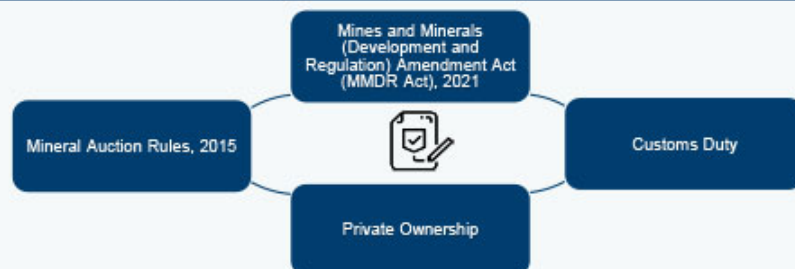 Mines and Minerals
(Development and
Regulation) Amendment Act
(MMDR Act), 2021
Mineral Auction Rules, 2015
Customs Duty
Private Ownership